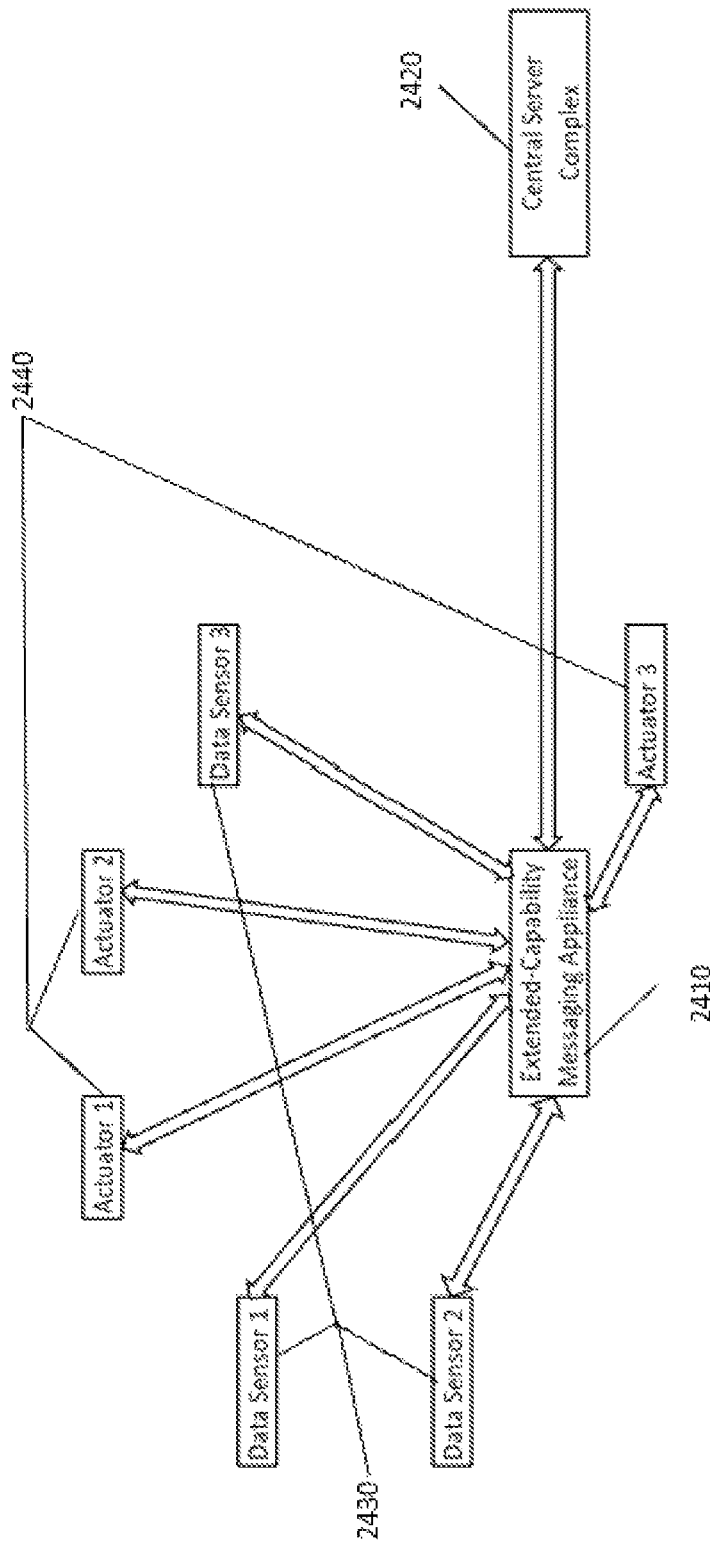 2440
2420
Actuator 1
Actuator 2
Data Sensor 1
Data Sensor 3
Data Sensor 2
Extended-Capability
Messaging Appliance
Central Server
Complex
Actuator 3
2430
2410